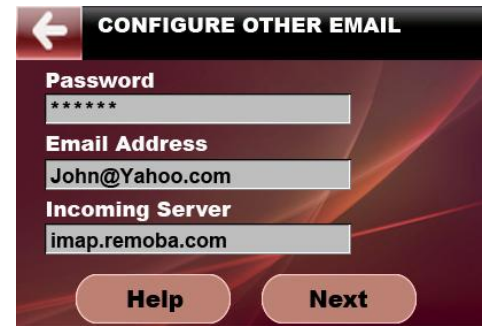 CONFIGURE OTHER EMAIL
Password
******
Email Address
John@Yahoo.com
Incoming Server
imap.remoba.com
Help Next